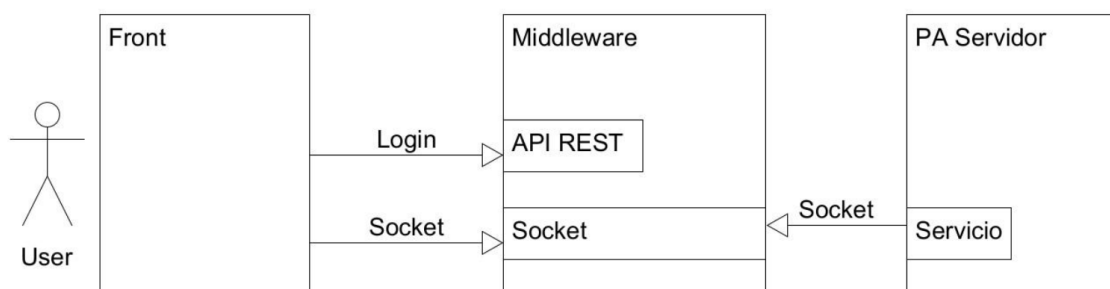 Front
Middleware
PA Servidor
Login
API REST
Socket
Socket
Socket
Servicio
User